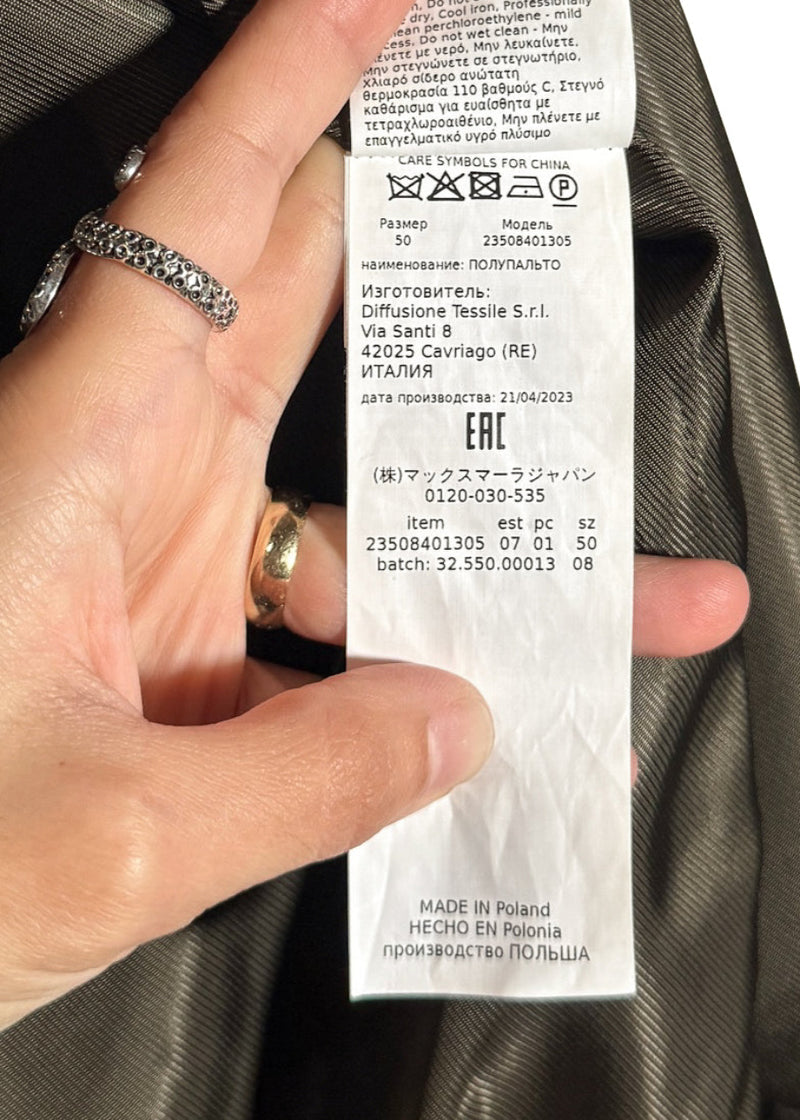 dry, Cool iron, Professionally
perchloroethylene - mild
Do not wet clean - Μην
με νερό, Μην λευκαίνετε,
Μην στεγνώνετε σε στεγνωτήριο,
Χλιαρό σίδερο ανώτατη
θερμοκρασία 110 βαθμούς C, Στεγνό
καθάρισμα για ευαίσθητα με
τετραχλωροαιθένιο, Μην πλένετε με
επαγγελματικό υγρό πλύσιμο
CARE SYMBOLS FOR CHINA
P
Размер Модель
50 23508401305
наименование: ПОЛУПАЛЬТО
Изготовитель:
Diffusione Tessile S.r.l.
Via Santi 8
42025 Cavriago (RE)
ИТАЛИЯ
дата производства: 21/04/2023
EAC
(株)マックスマーラジャパン
0120-030-535
item est pc sz
23508401305 07 01 50
batch: 32.550.00013 08
MADE IN Poland
HECHO EN Polonia
производство ПОЛЬША